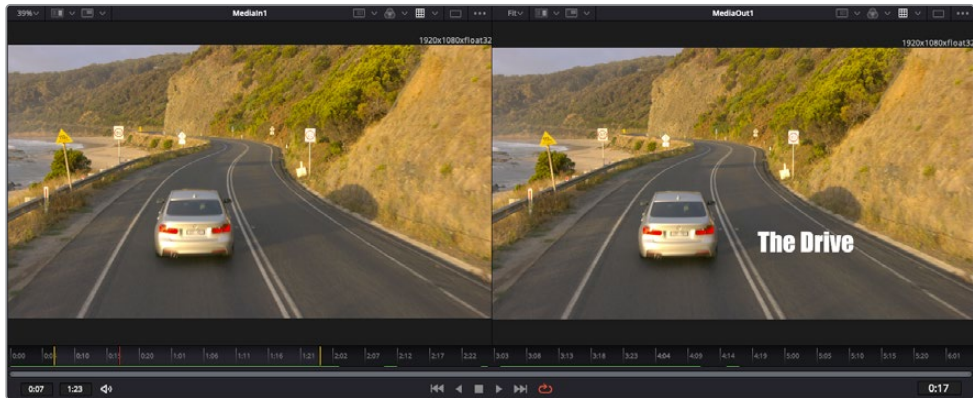 39%
MediaIn1
Fit
MediaOut1
1920x1080xfloat32
1920x1080xfloat32
The Drive
0:00 0:10 1:01 1:06 1:11 1:16 1:21 2:02 2:07 2:12 2:17 2:22 3:03 3:08 3:13 3:18 3:23 4:04 4:09 4:14 4:19 5:00 5:05 5:10 5:15 5:20 6:01
0:07 1:23 0:17